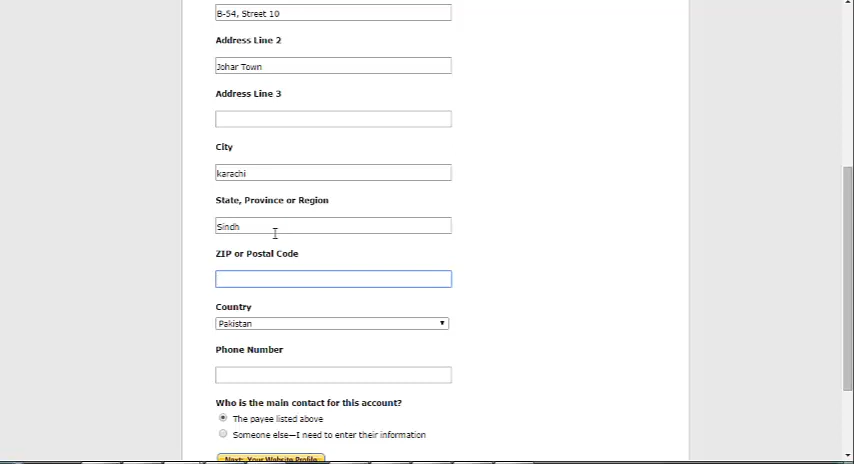 B-54, Street 10
Address Line 2
Johar Town
Address Line 3
City
karachi
State, Province or Region
Sindh
ZIP or Postal Code
Country
Pakistan
Phone Number
Who is the main contact for this account?
The payee listed above
Someone else—I need to enter their information
Next: Your Website Profile